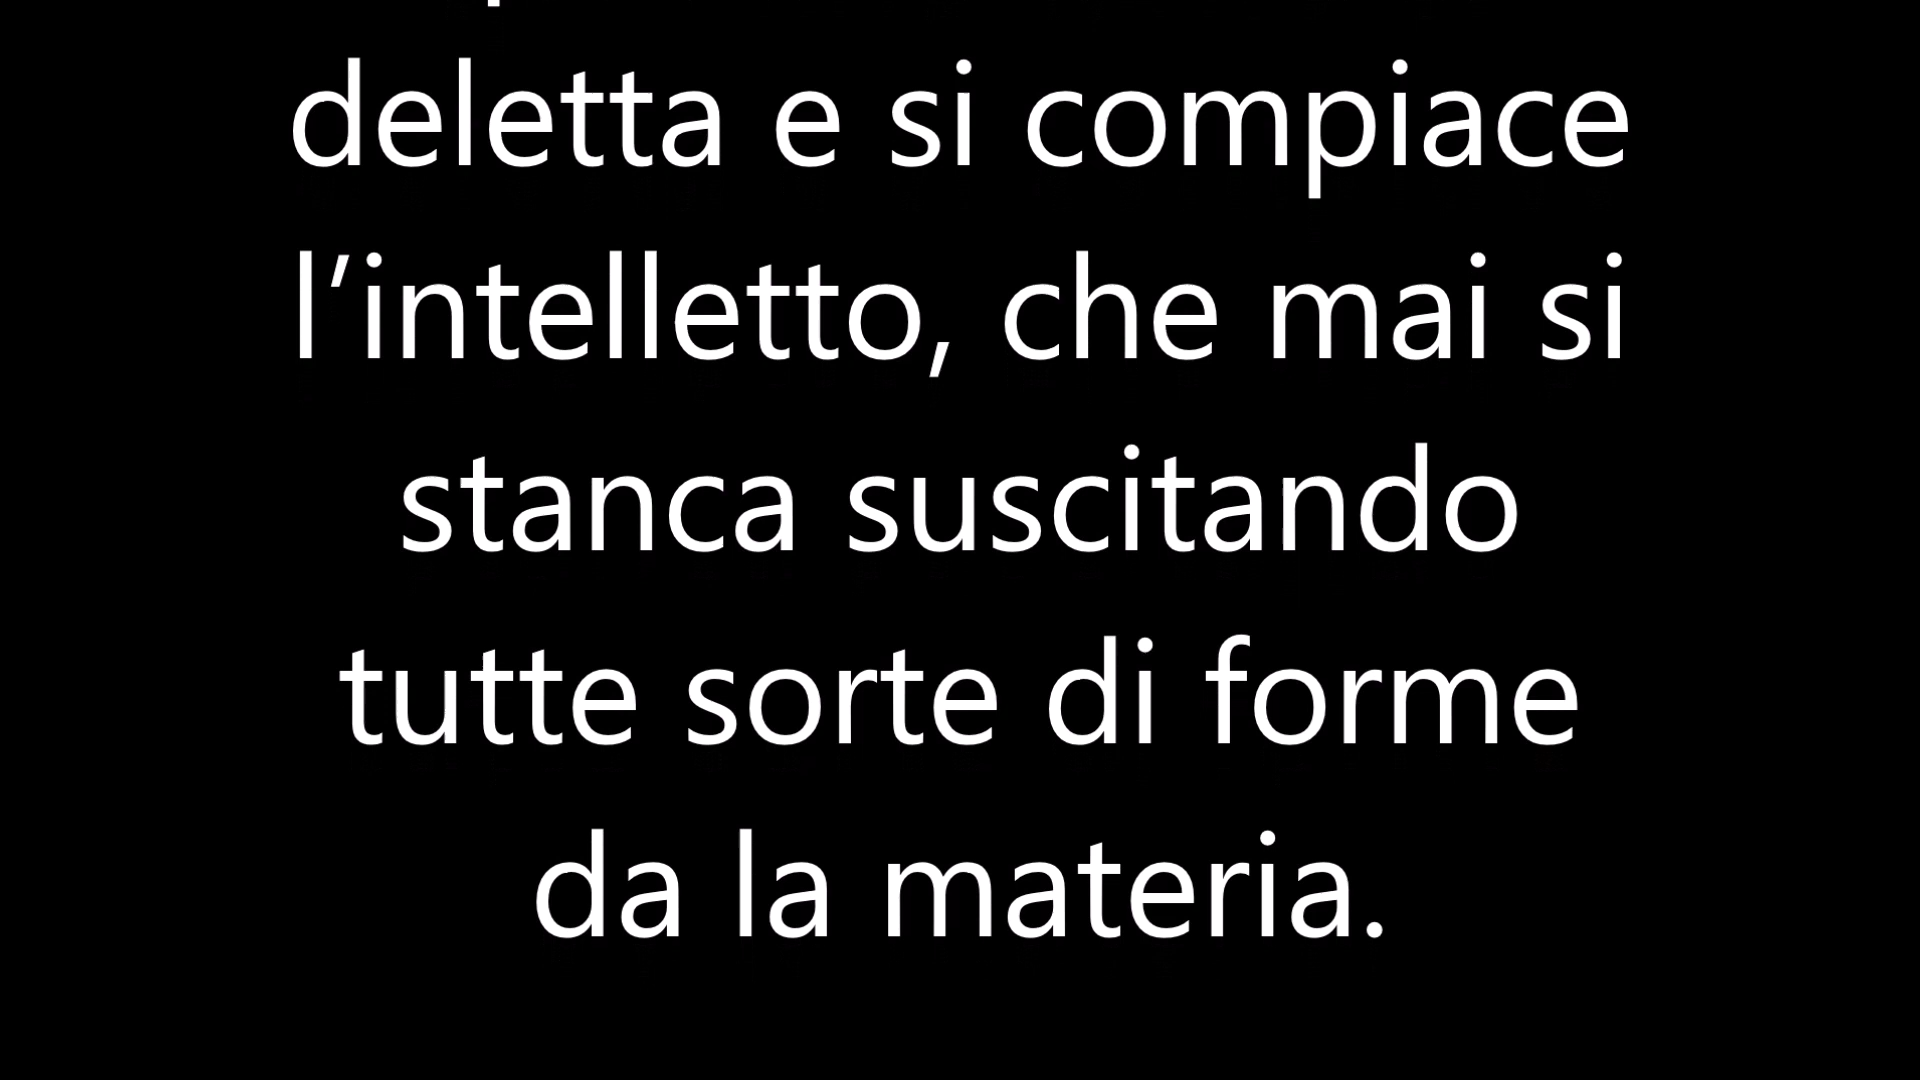 deletta e si compiace
l’intelletto, che mai si
stanca suscitando
tutte sorte di forme
da la materia.